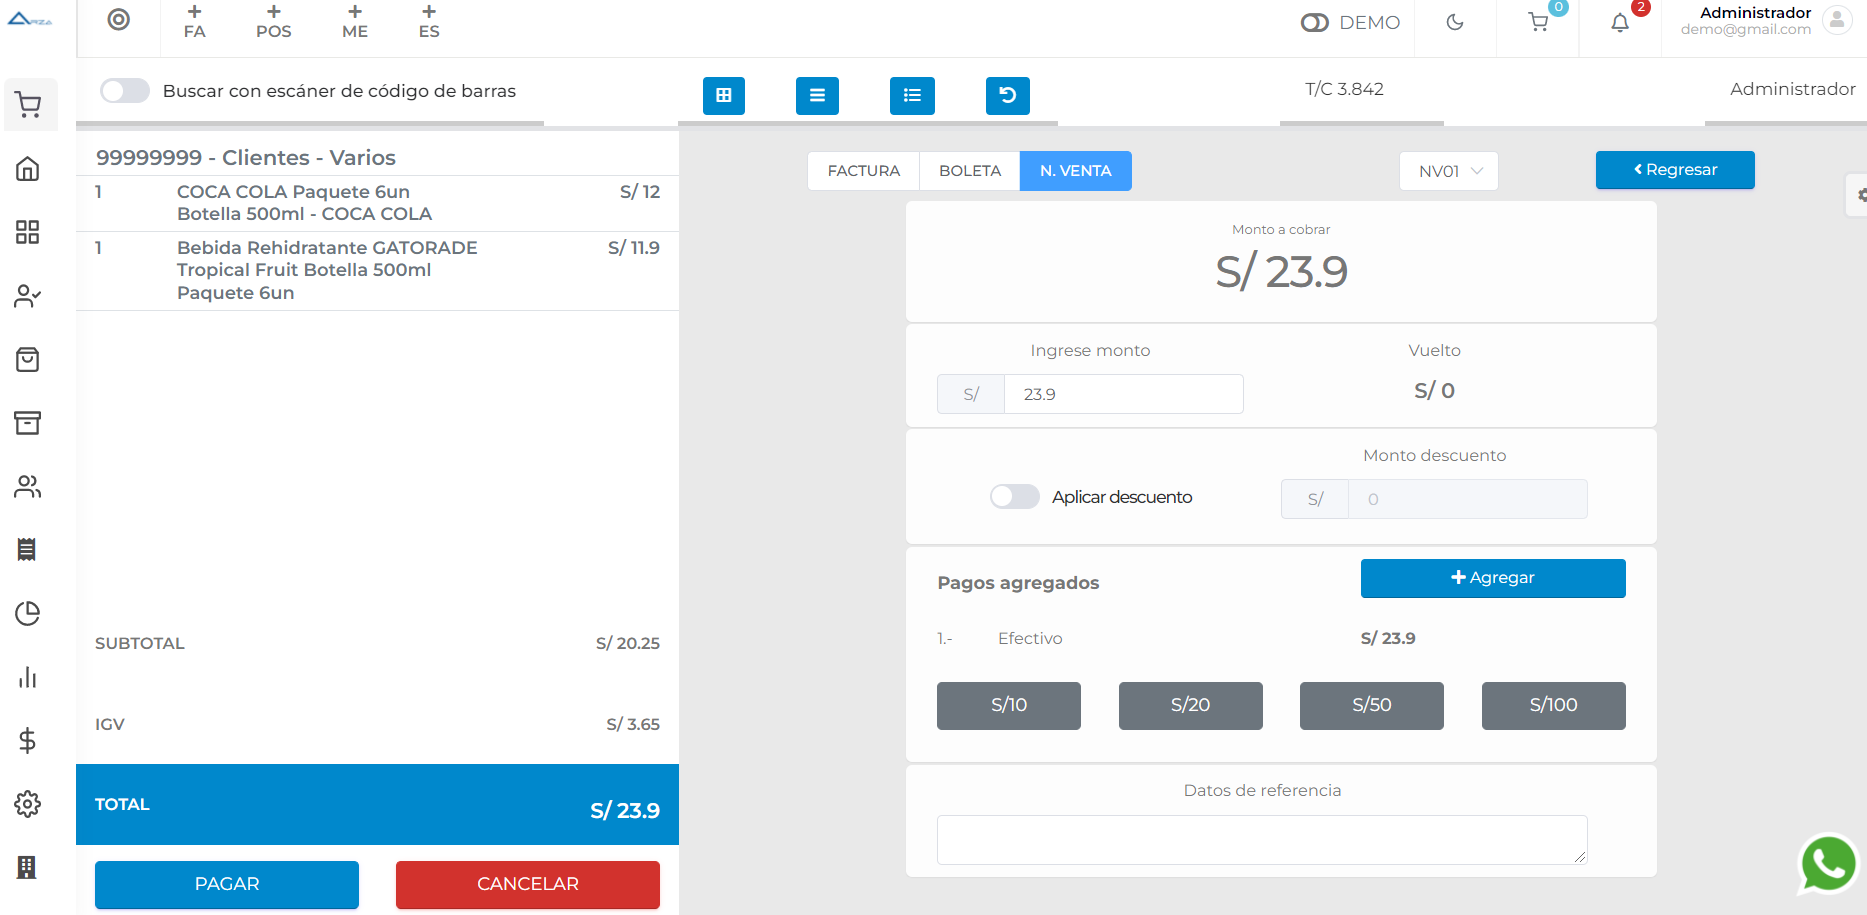 ARZA
FA
POS
ME
ES
DEMO
0
2
Administrador
demo@gmail.com
Buscar con escáner de código de barras
T/C 3.842
Administrador
99999999 - Clientes - Varios
1 COCA COLA Paquete 6un S/ 12
Botella 500ml - COCA COLA
1 Bebida Rehidratante GATORADE S/ 11.9
Tropical Fruit Botella 500ml
Paquete 6un
SUBTOTAL S/ 20.25
IGV S/ 3.65
TOTAL S/ 23.9
PAGAR
CANCELAR
FACTURA
BOLETA
N. VENTA
NV01
Regresar
Monto a cobrar
S/ 23.9
Ingrese monto
S/ 23.9
Vuelto
S/ 0
Aplicar descuento
Monto descuento
S/ 0
Pagos agregados
Agregar
1.- Efectivo S/ 23.9
S/10
S/20
S/50
S/100
Datos de referencia